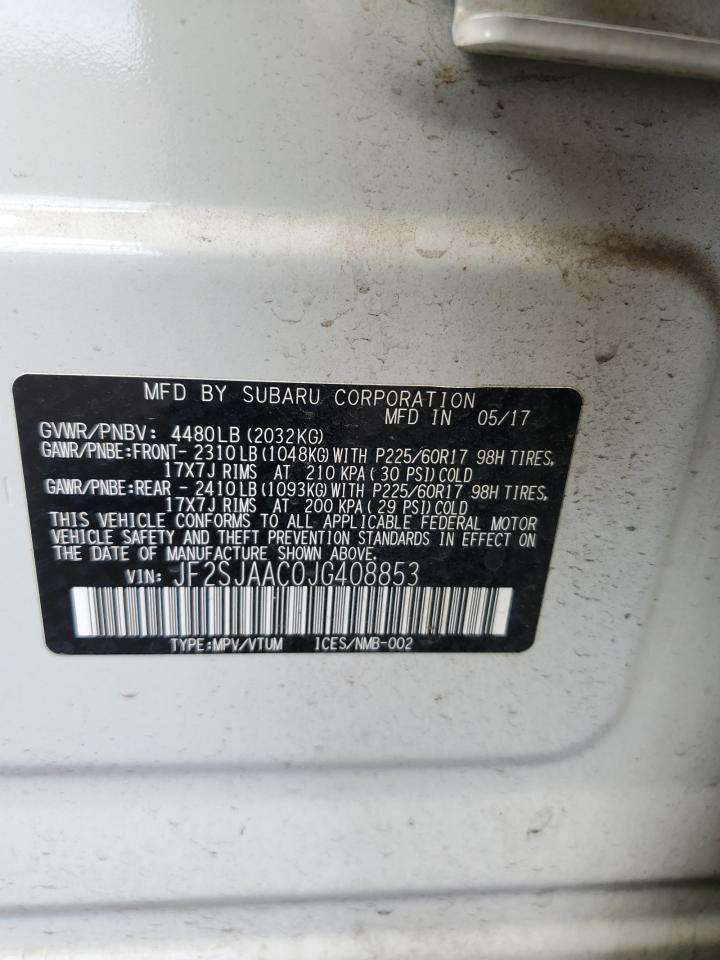 MFD BY SUBARU CORPORATION
MFD IN 05/17
GVWR/PNBV: 4480LB (2032KG)
GAWR/PNBE:FRONT- 2310LB(1048KG)WITH P225/60R17 98H TIRES,
17X7J RIMS AT 210 KPA( 30 PSI)COLD
GAWR/PNBE:REAR - 2410LB(1093KG)WITH P225/60R17 98H TIRES,
17X7J RIMS AT 200 KPA( 29 PSI)COLD
THIS VEHICLE CONFORMS TO ALL APPLICABLE FEDERAL MOTOR
VEHICLE SAFETY AND THEFT PREVENTION STANDARDS IN EFFECT ON
THE DATE OF MANUFACTURE SHOWN ABOVE.
VIN: JF2SJAAC0JG408853
TYPE:MPV/VTUM ICES/NMB-002